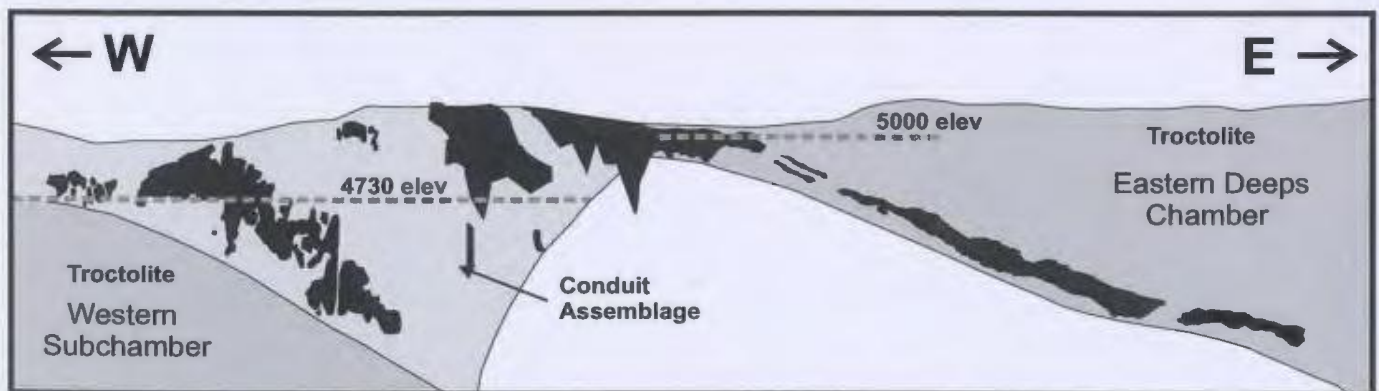 ← W
E →
5000 elev
Troctolite
Eastern Deeps
Chamber
4730 elev
Troctolite
Western
Subchamber
Conduit
Assemblage